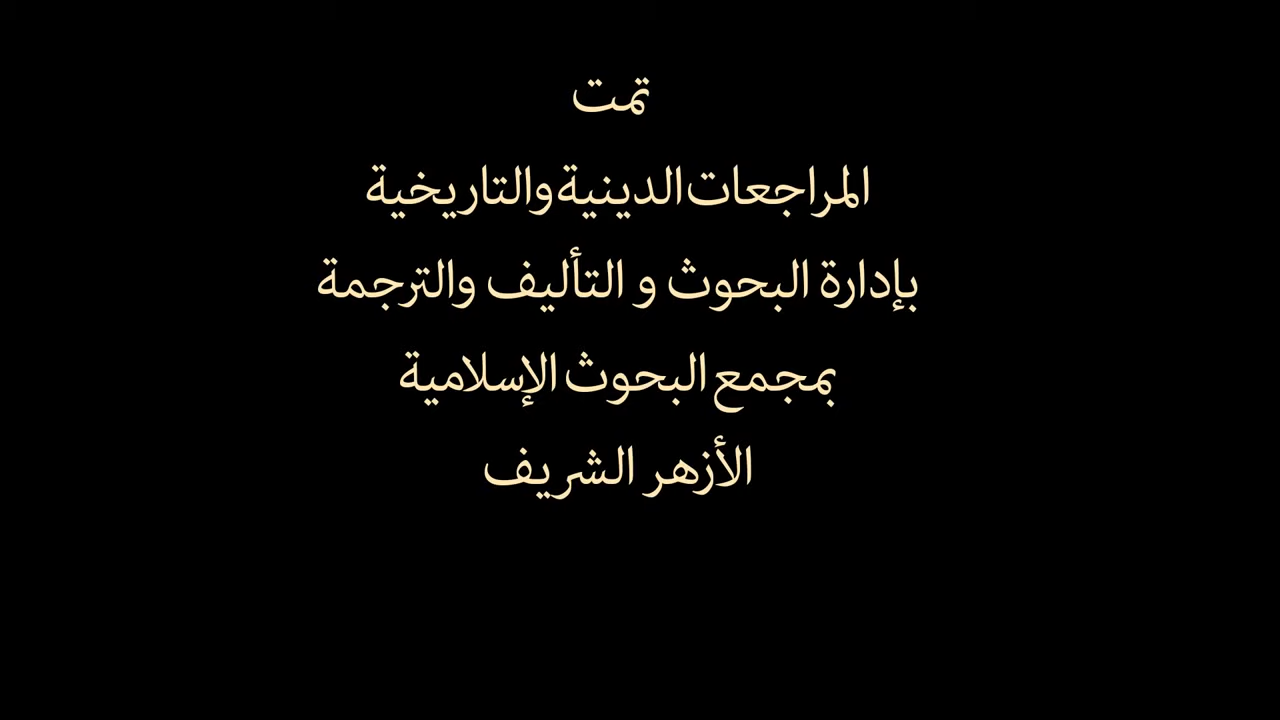 تمت
المراجعات الدينية والتاريخية
بإدارة البحوث و التأليف والترجمة
بمجمع البحوث الإسلامية
الأزهر الشريف